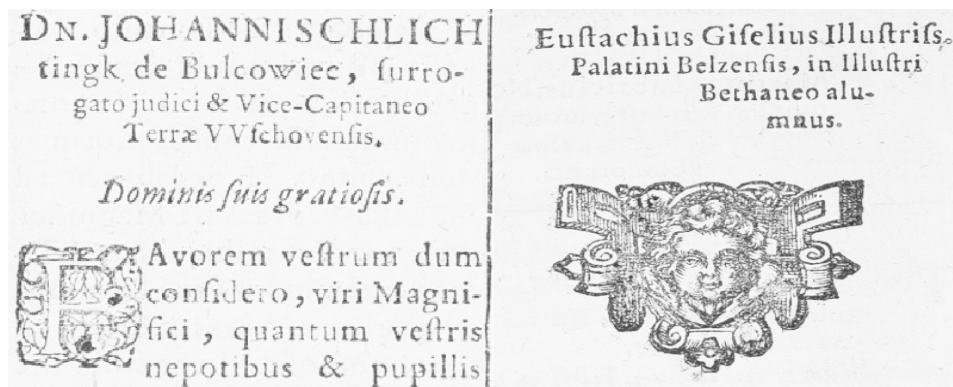 DN. JOHANNI SCHLICH
tingk de Bulcowiec, surro-
gato judici & Vice-Capitaneo
Terræ VVſchovenſis.
Dominis ſuis gratioſis.
FAvorem veſtrum dum
conſidero, viri Magni-
fici, quantum veſtris
nepotibus & pupillis
Euſtachius Giſelius Illuſtriſſ.
Palatini Belzenſis, in Illuſtri
Bethaneo alu-
mnus.